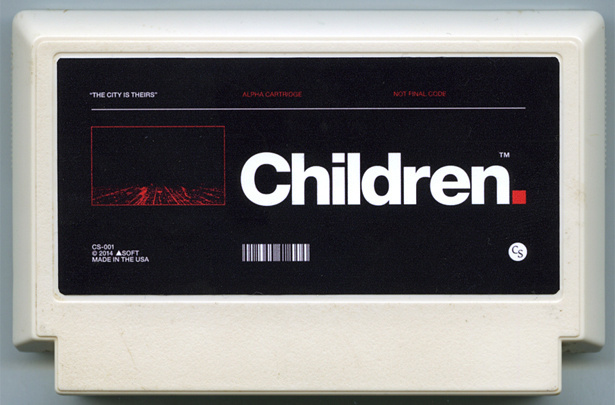 "THE CITY IS THEIRS" ALPHA CARTRIDGE NOT FINAL CODE
Children.™
CS-001
© 2014 ▲SOFT
MADE IN THE USA
CS